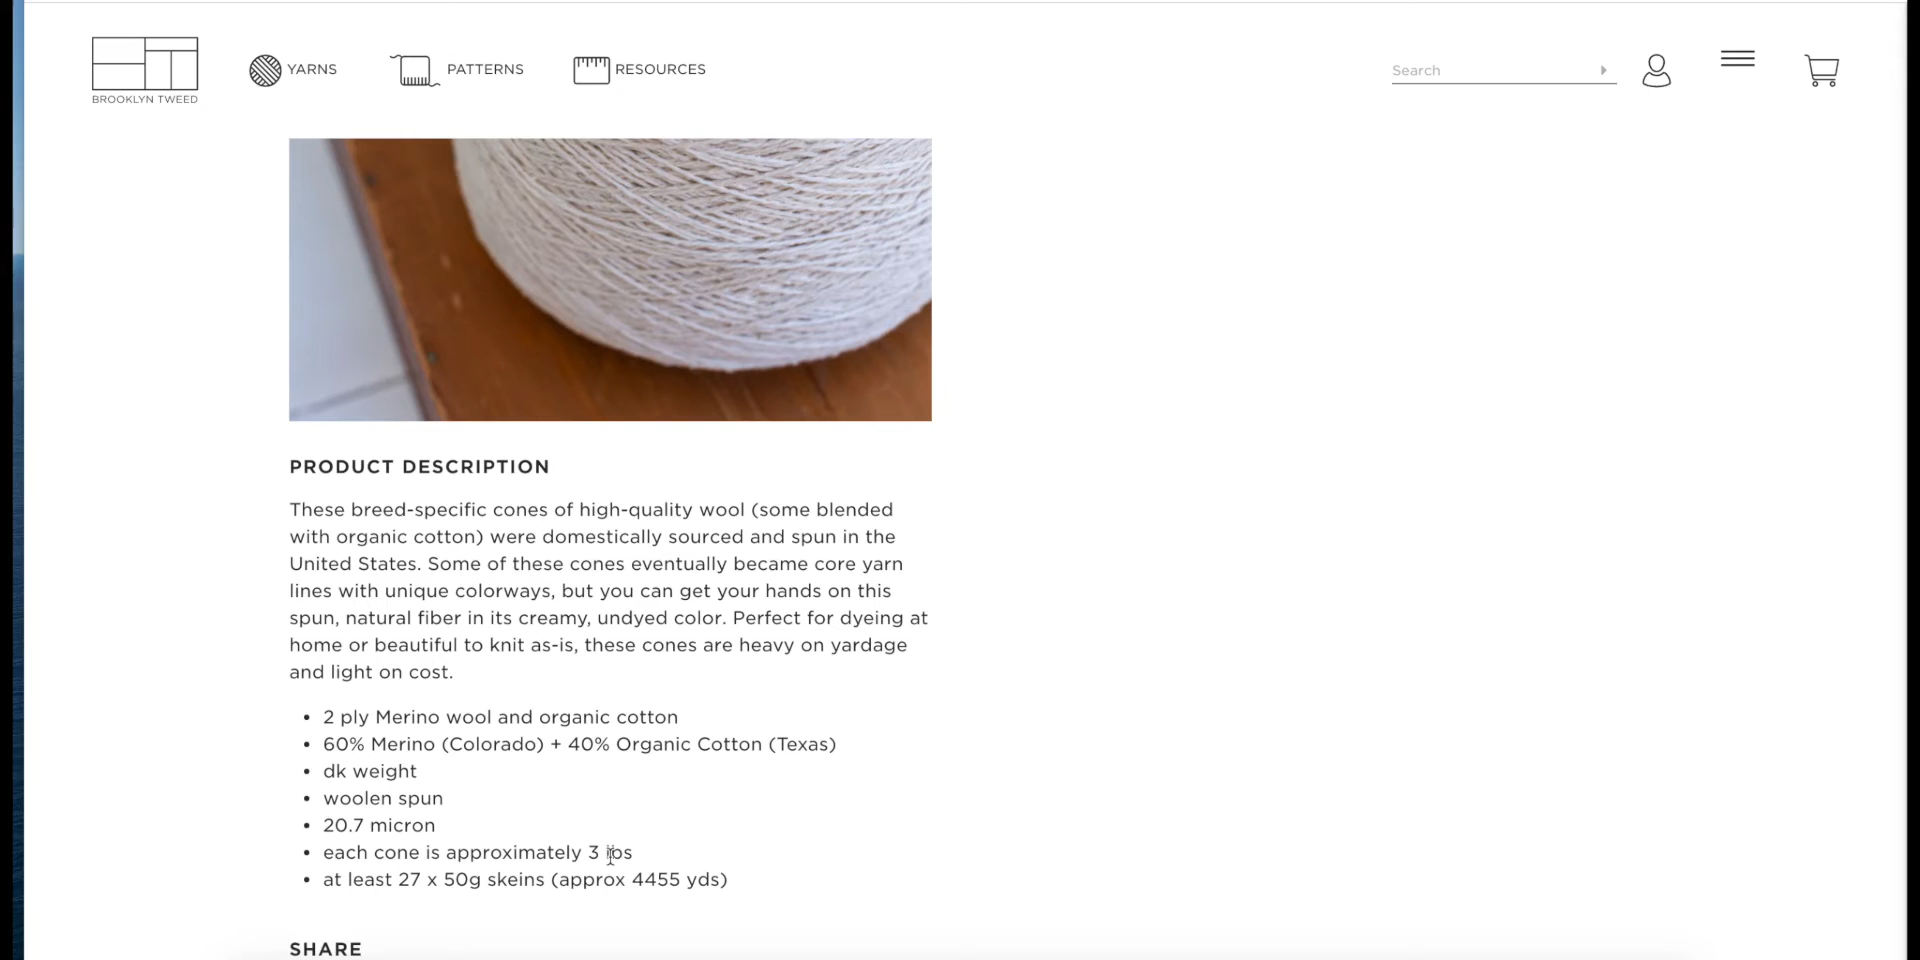 YARNS
PATTERNS
RESOURCES
Search
BROOKLYN TWEED
PRODUCT DESCRIPTION
These breed-specific cones of high-quality wool (some blended
with organic cotton) were domestically sourced and spun in the
United States. Some of these cones eventually became core yarn
lines with unique colorways, but you can get your hands on this
spun, natural fiber in its creamy, undyed color. Perfect for dyeing at
home or beautiful to knit as-is, these cones are heavy on yardage
and light on cost.
• 2 ply Merino wool and organic cotton
• 60% Merino (Colorado) + 40% Organic Cotton (Texas)
• dk weight
• woolen spun
• 20.7 micron
• each cone is approximately 3 lbs
• at least 27 x 50g skeins (approx 4455 yds)
SHARE